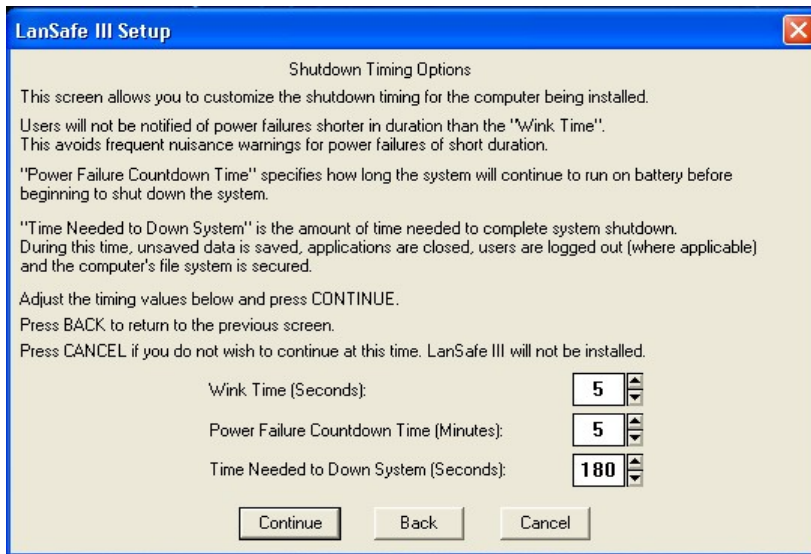 LanSafe III Setup
Shutdown Timing Options
This screen allows you to customize the shutdown timing for the computer being installed.
Users will not be notified of power failures shorter in duration than the "Wink Time".
This avoids frequent nuisance warnings for power failures of short duration.
"Power Failure Countdown Time" specifies how long the system will continue to run on battery before
beginning to shut down the system.
"Time Needed to Down System" is the amount of time needed to complete system shutdown.
During this time, unsaved data is saved, applications are closed, users are logged out (where applicable)
and the computer's file system is secured.
Adjust the timing values below and press CONTINUE.
Press BACK to return to the previous screen.
Press CANCEL if you do not wish to continue at this time. LanSafe III will not be installed.
Wink Time (Seconds): 5
Power Failure Countdown Time (Minutes): 5
Time Needed to Down System (Seconds): 180
Continue Back Cancel